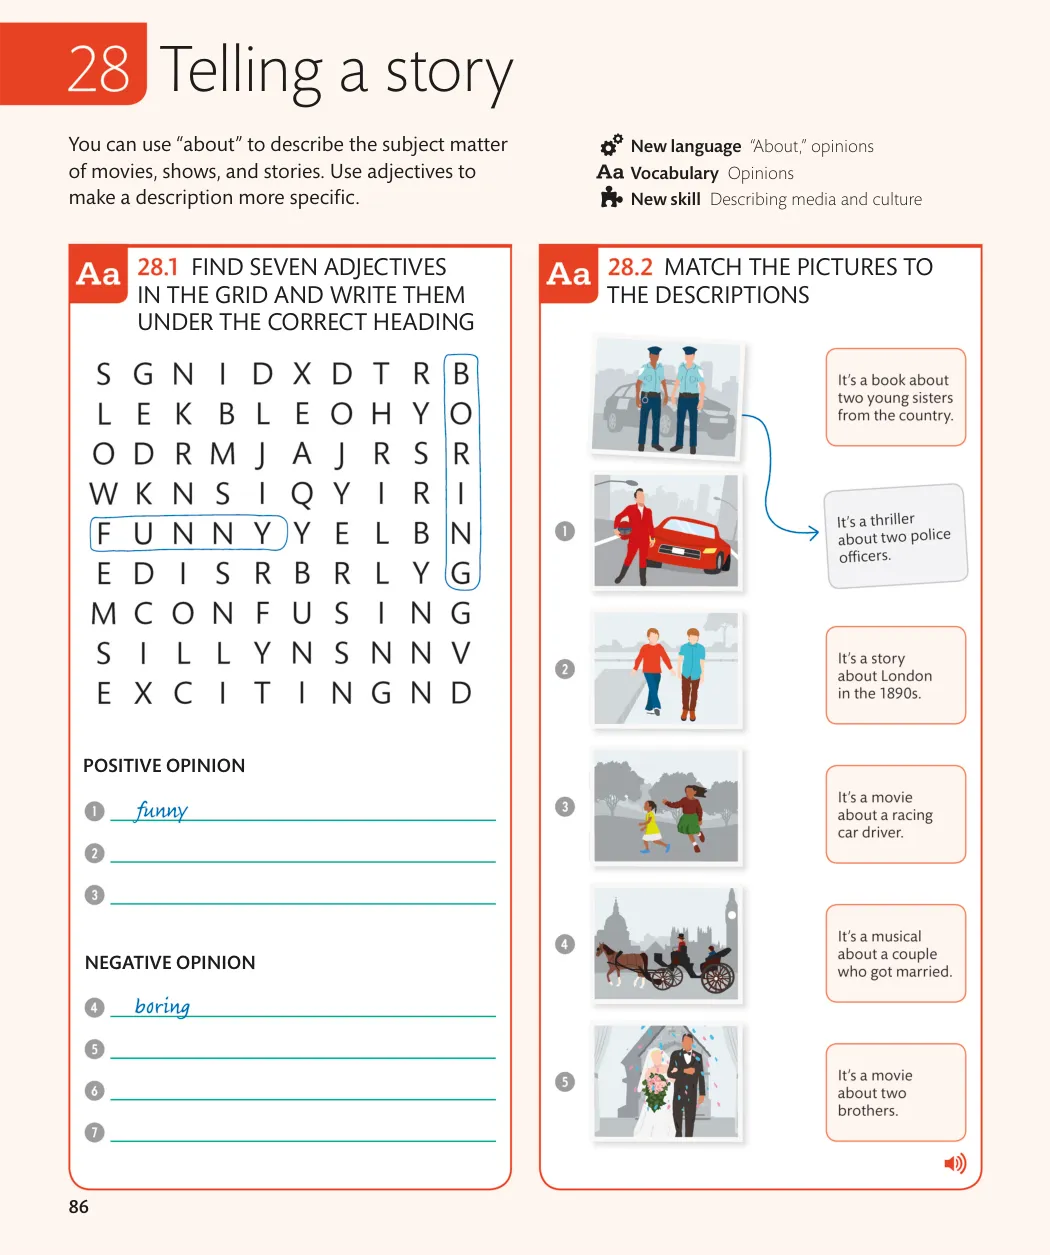 28 Telling a story
You can use “about” to describe the subject matter
of movies, shows, and stories. Use adjectives to
make a description more specific.
New language “About,” opinions
Aa Vocabulary Opinions
New skill Describing media and culture
Aa 28.1 FIND SEVEN ADJECTIVES
IN THE GRID AND WRITE THEM
UNDER THE CORRECT HEADING
S G N I D X D T R B
L E K B L E O H Y O
O D R M J A J R S R
W K N S I Q Y I R I
F U N N Y Y E L B N
E D I S R B R L Y G
M C O N F U S I N G
S I L L Y N S N N V
E X C I T I N G N D
POSITIVE OPINION
1 funny
2
3
NEGATIVE OPINION
4 boring
5
6
7
Aa 28.2 MATCH THE PICTURES TO
THE DESCRIPTIONS
1
2
3
4
5
It’s a book about
two young sisters
from the country.
It’s a thriller
about two police
officers.
It’s a story
about London
in the 1890s.
It’s a movie
about a racing
car driver.
It’s a musical
about a couple
who got married.
It’s a movie
about two
brothers.
86